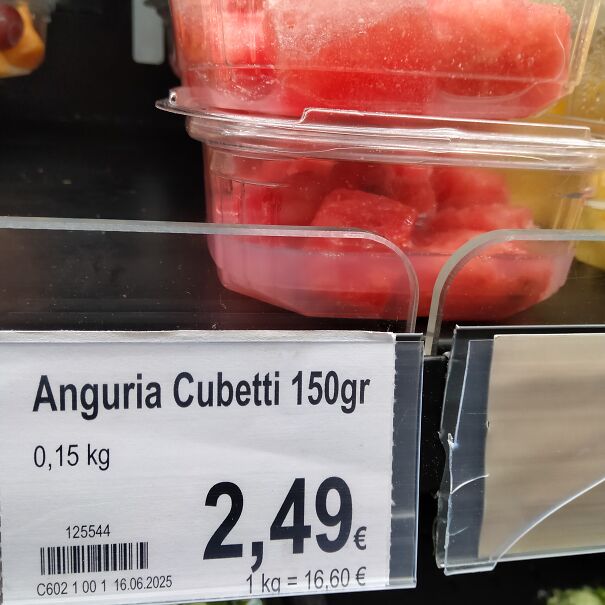 Anguria Cubetti 150gr
0,15 kg
2,49€
125544
C602 1 00 1 16.06.2025
1 kg = 16,60 €